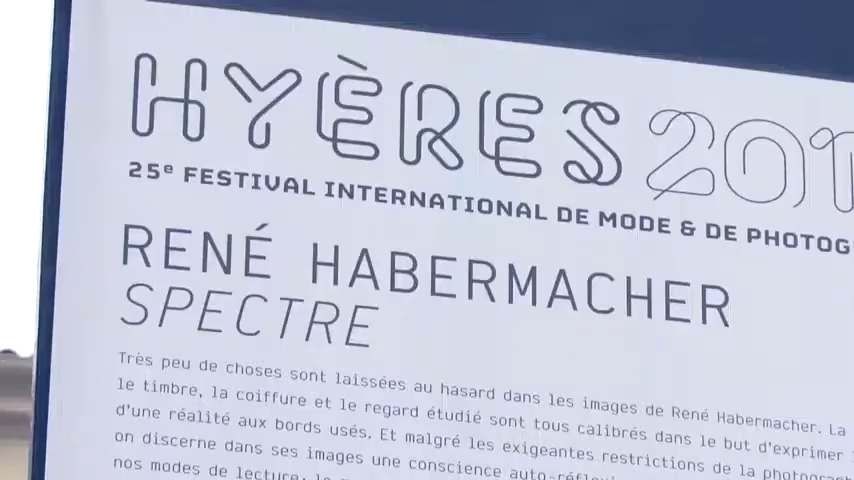 HYÈRES 201
25e FESTIVAL INTERNATIONAL DE MODE & DE PHOTOG
RENÉ HABERMACHER
SPECTRE
Très peu de choses sont laissées au hasard dans les images de René Habermacher. La
le timbre, la coiffure et le regard étudié sont tous calibrés dans le but d'exprimer
d'une réalité aux bords usés. Et malgré les exigeantes restrictions de la photograph
on discerne dans ses images une conscience auto-réflex
nos modes de lecture: